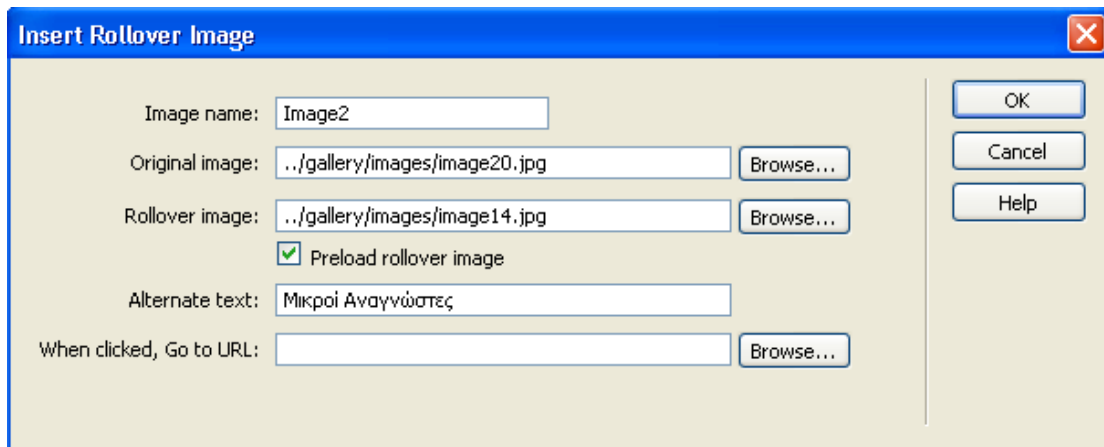 Insert Rollover Image
Image name: Image2
OK
Original image: ../gallery/images/image20.jpg Browse...
Cancel
Rollover image: ../gallery/images/image14.jpg Browse...
Help
Preload rollover image
Alternate text: Μικροί Αναγνώστες
When clicked, Go to URL: Browse...